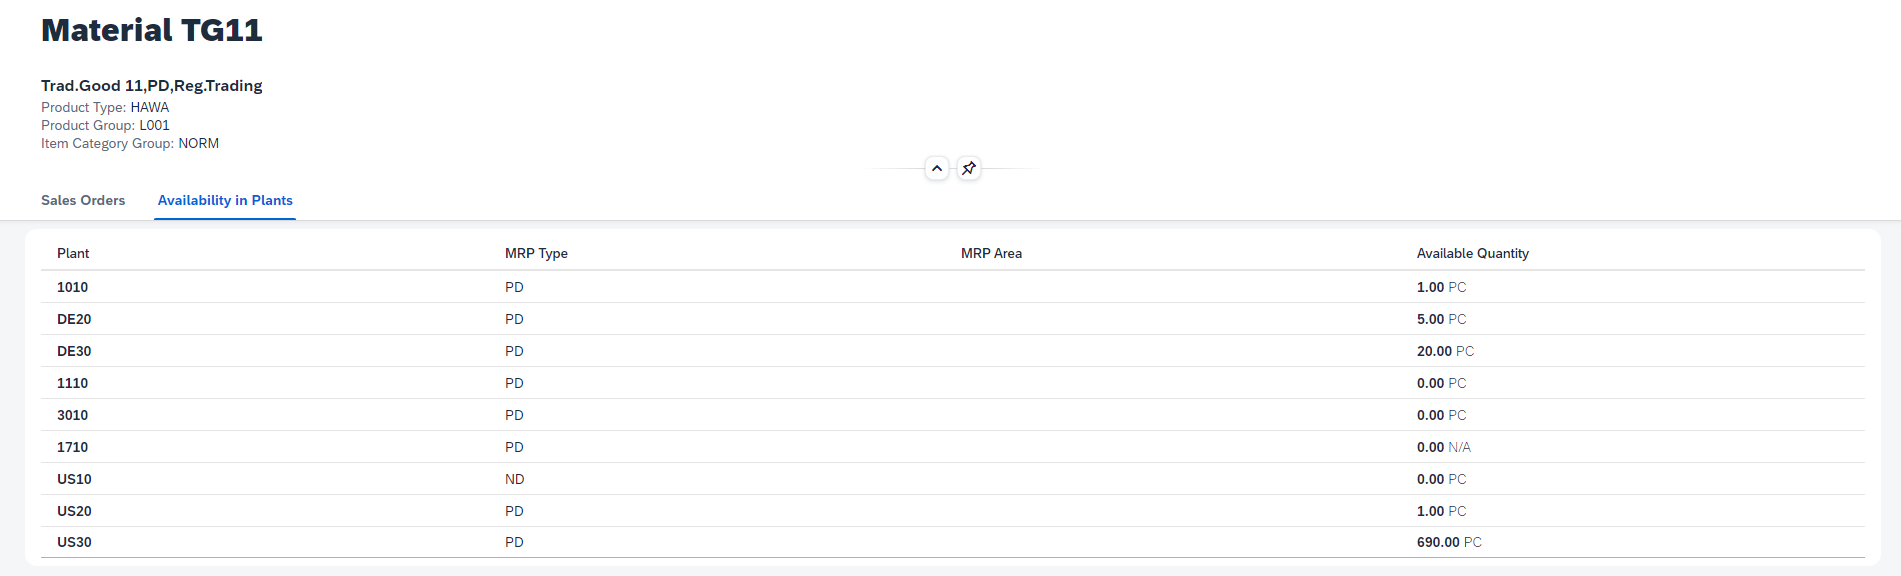 Material TG11
Trad.Good 11,PD,Reg.Trading
Product Type: HAWA
Product Group: L001
Item Category Group: NORM
Sales Orders Availability in Plants
Plant MRP Type MRP Area Available Quantity
1010 PD 1.00 PC
DE20 PD 5.00 PC
DE30 PD 20.00 PC
1110 PD 0.00 PC
3010 PD 0.00 PC
1710 PD 0.00 N/A
US10 ND 0.00 PC
US20 PD 1.00 PC
US30 PD 690.00 PC